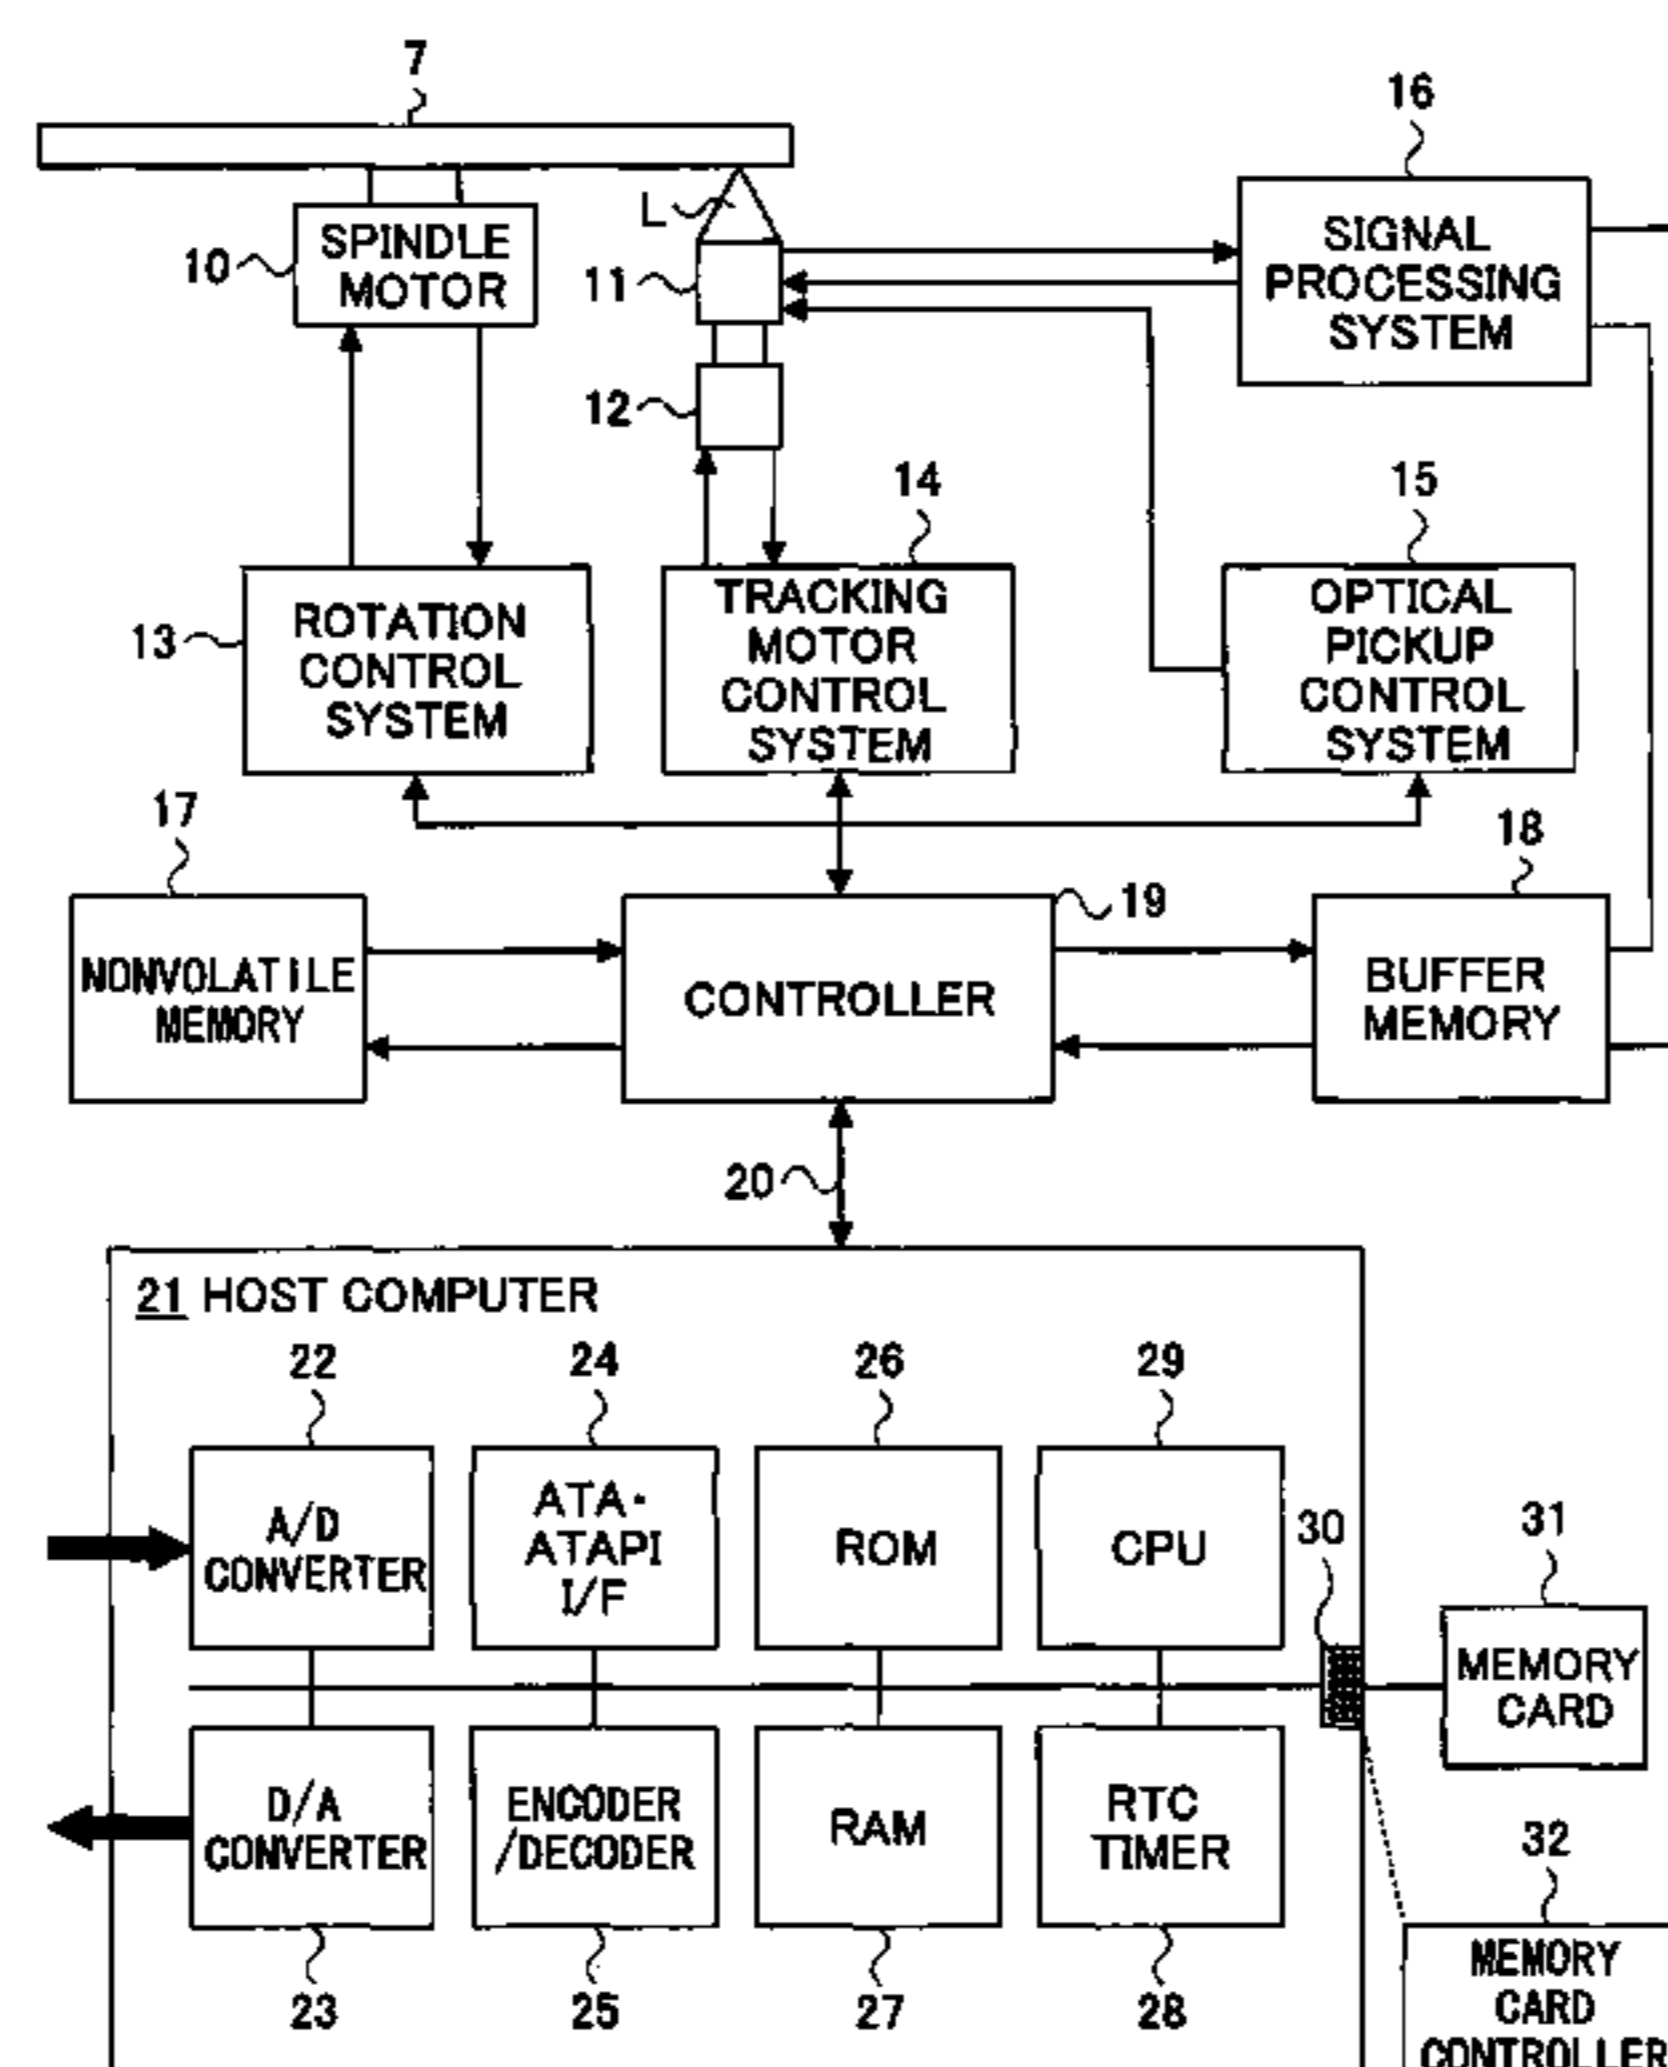 7
16
L
SPINDLE
MOTOR
10
11
SIGNAL
PROCESSING
SYSTEM
12
14
15
13
ROTATION
CONTROL
SYSTEM
TRACKING
MOTOR
CONTROL
SYSTEM
OPTICAL
PICKUP
CONTROL
SYSTEM
17
18
19
NONVOLATILE
MEMORY
CONTROLLER
BUFFER
MEMORY
20
21 HOST COMPUTER
22
24
26
29
A/D
CONVERTER
ATA・
ATAPI
I/F
ROM
CPU
30
31
MEMORY
CARD
D/A
CONVERTER
ENCODER
/DECODER
RAM
RTC
TIMER
32
MEMORY
CARD
CONTROLLER
23
25
27
28